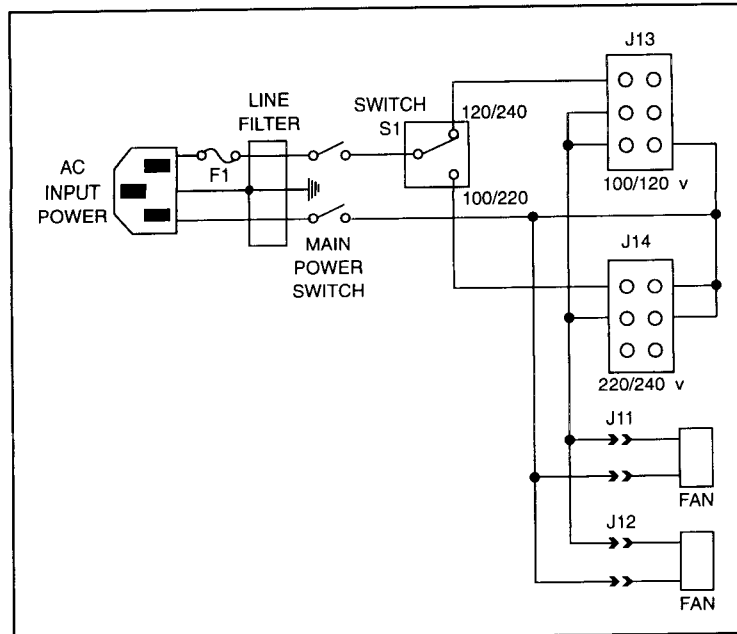 AC
INPUT
POWER
F1
LINE
FILTER
MAIN
POWER
SWITCH
SWITCH
S1
120/240
100/220
J13
100/120 v
J14
220/240 v
J11
FAN
J12
FAN